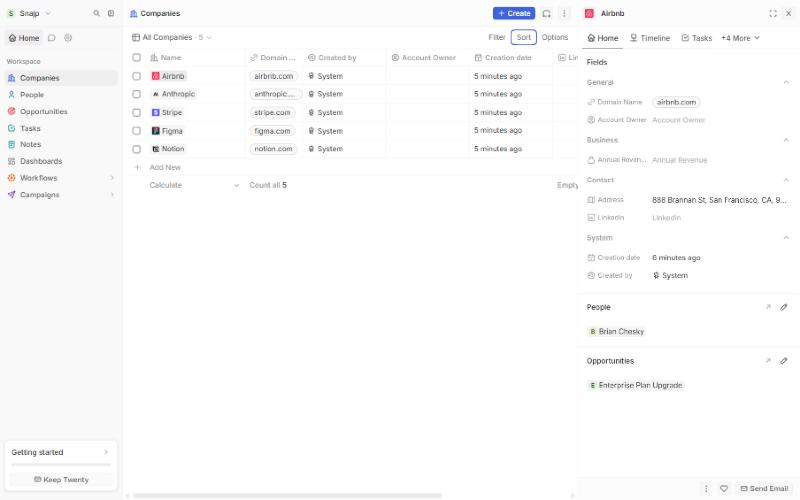 S Snajp
Home
Workspace
Companies
People
Opportunities
Tasks
Notes
Dashboards
Workflows
Campaigns
Getting started
Keep Twenty
Companies
+ Create
All Companies · 5
Filter
Sort
Options
Name
Domain ...
Created by
Account Owner
Creation date
Lin
Airbnb
airbnb.com
System
5 minutes ago
Anthropic
anthropic....
System
5 minutes ago
Stripe
stripe.com
System
5 minutes ago
Figma
figma.com
System
5 minutes ago
Notion
notion.com
System
5 minutes ago
Add New
Calculate
Count all 5
Empty
Airbnb
Home
Timeline
Tasks
+4 More
Fields
General
Domain Name
airbnb.com
Account Owner
Account Owner
Business
Annual Reven...
Annual Revenue
Contact
Address
888 Brannan St, San Francisco, CA, 9...
Linkedin
Linkedin
System
Creation date
6 minutes ago
Created by
System
People
B Brian Chesky
Opportunities
E Enterprise Plan Upgrade
Send Email